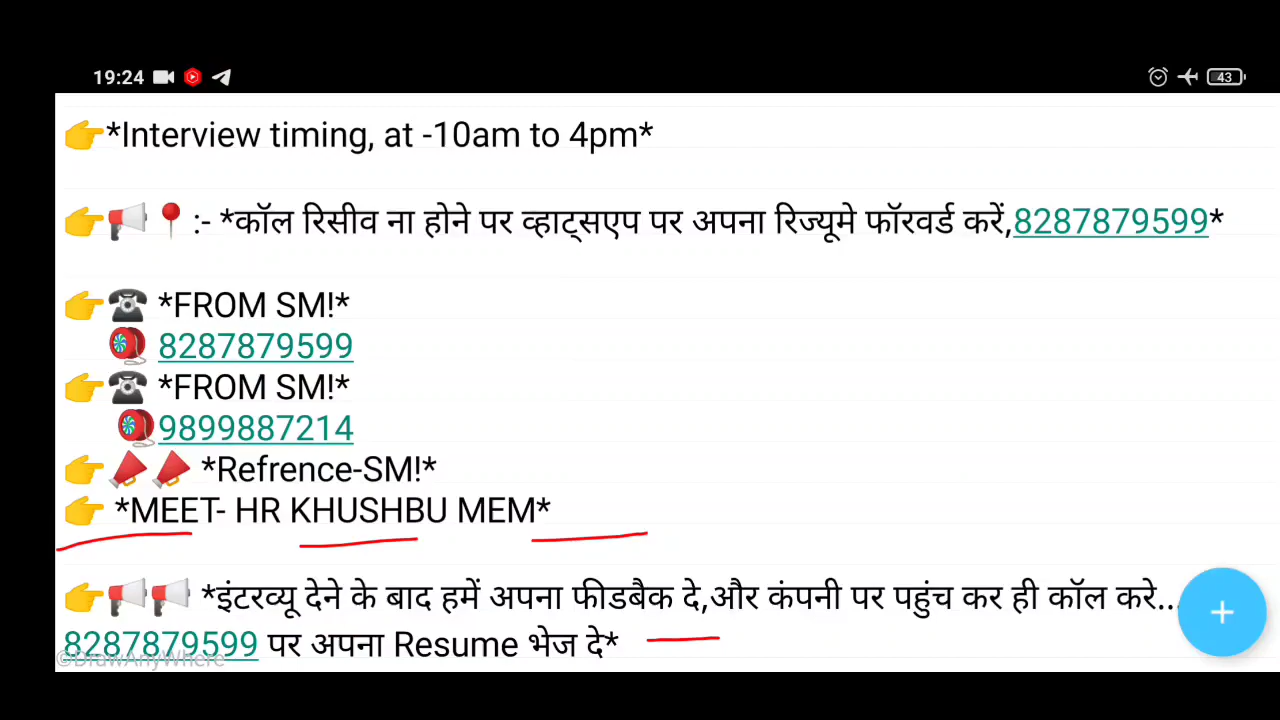 19:24 43
👉*Interview timing, at -10am to 4pm*
👉📢📍 :- *कॉल रिसीव ना होने पर व्हाट्सएप पर अपना रिज्यूमे फॉरवर्ड करें,8287879599*
👉☎️ *FROM SM!*
8287879599
👉☎️ *FROM SM!*
9899887214
👉📣📣 *Refrence-SM!*
👉 *MEET- HR KHUSHBU MEM*
👉📢📢 *इंटरव्यू देने के बाद हमें अपना फीडबैक दे,और कंपनी पर पहुंच कर ही कॉल करे...
8287879599 पर अपना Resume भेज दे*
©DrawAnyWhere